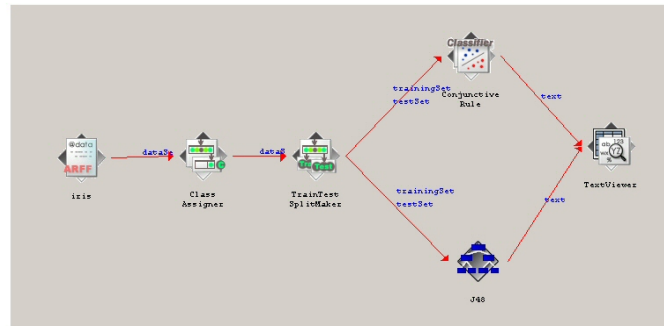 Classifier
trainingSet
testSet
Conjunctive
Rule
text
@data
ARFF
iris
dataSe
Class
Assigner
dataS
TrainTest
SplitMaker
TextViewer
trainingSet
testSet
text
J48